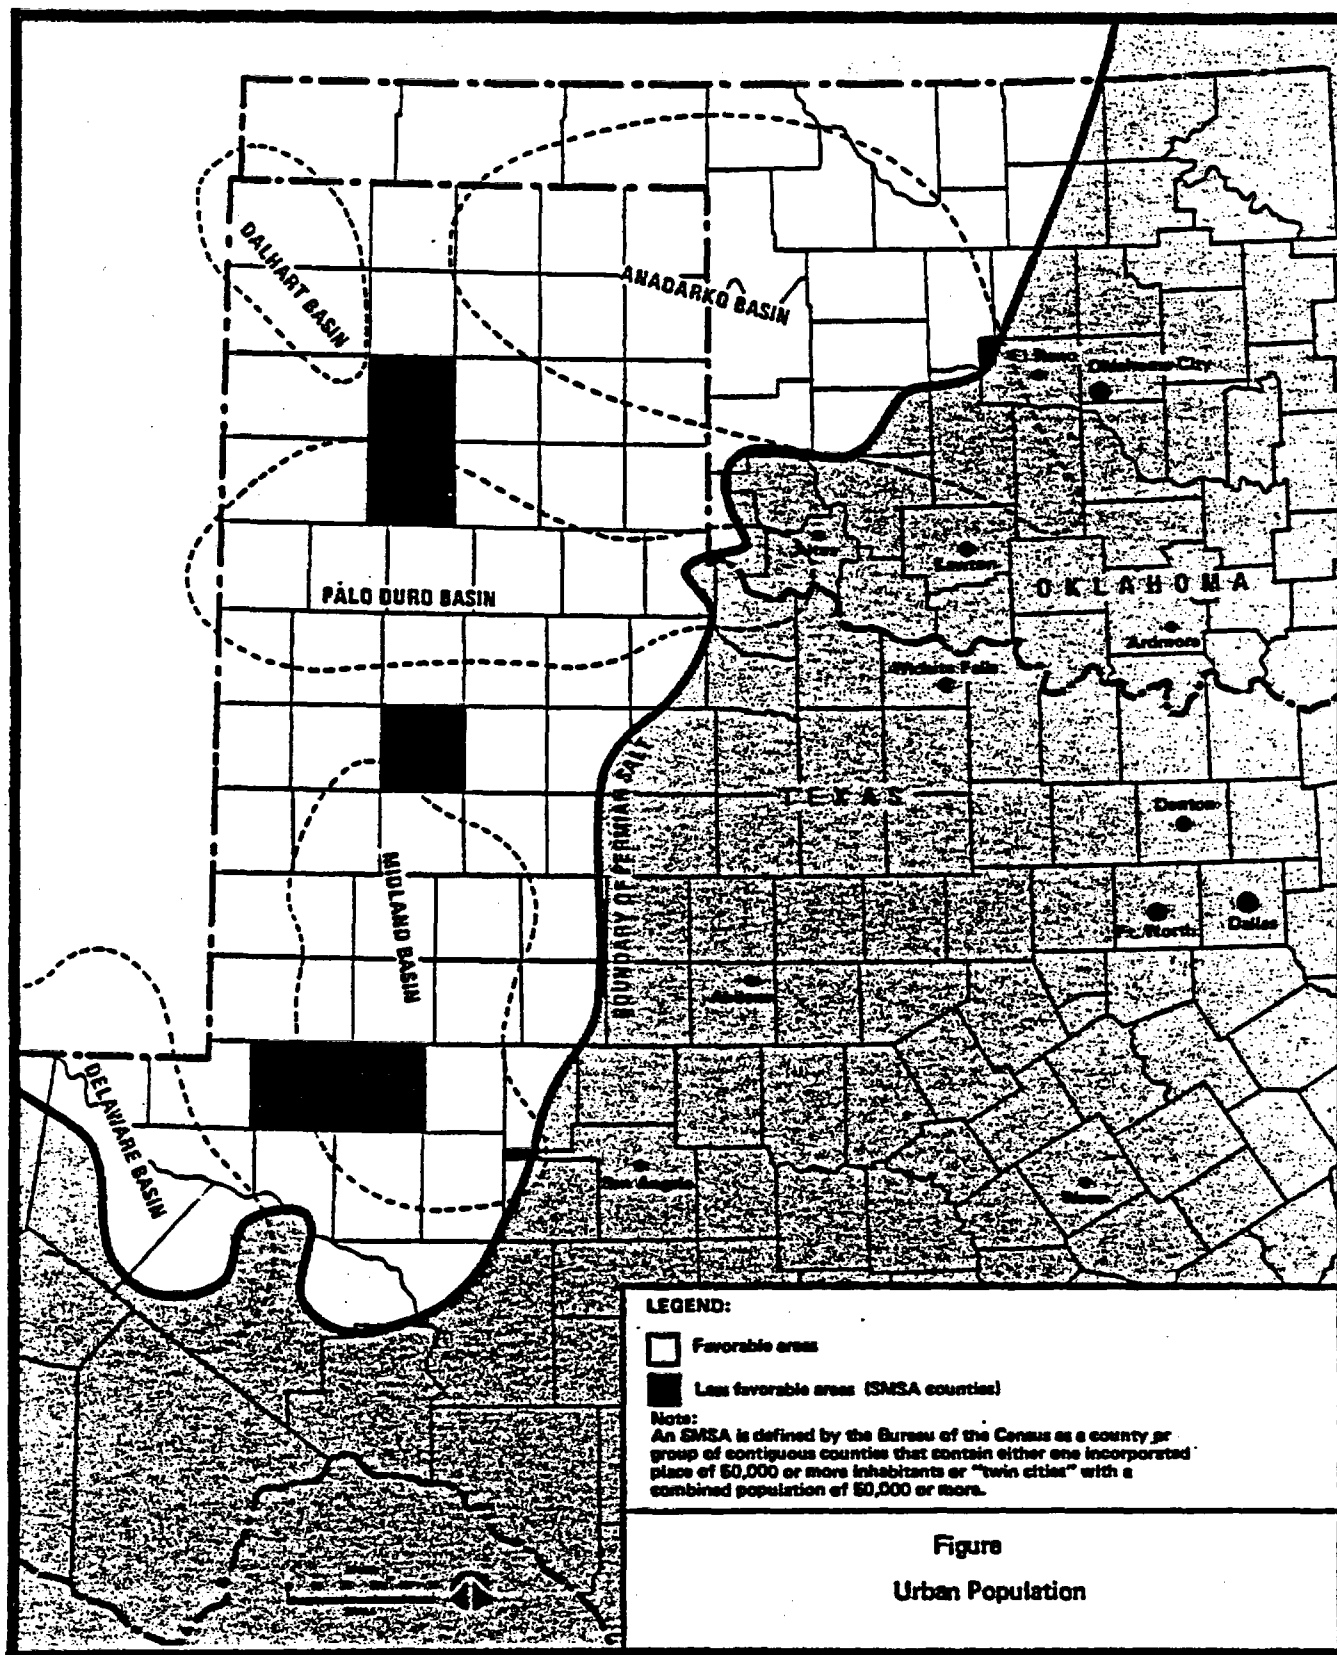 DALHART BASIN
ANADARKO BASIN
El Reno
Oklahoma City
Altus
Lawton
OKLAHOMA
PALO DURO BASIN
Ardmore
Wichita Falls
TEXAS
BOUNDARY OF PERMIAN SALT
Denton
MIDLAND BASIN
Ft. Worth
Dallas
Abilene
DELAWARE BASIN
San Angelo
LEGEND:
Favorable areas
Less favorable areas (SMSA counties)
Note:
An SMSA is defined by the Bureau of the Census as a county or
group of contiguous counties that contain either one incorporated
place of 50,000 or more inhabitants or "twin cities" with a
combined population of 50,000 or more.
Figure
Urban Population